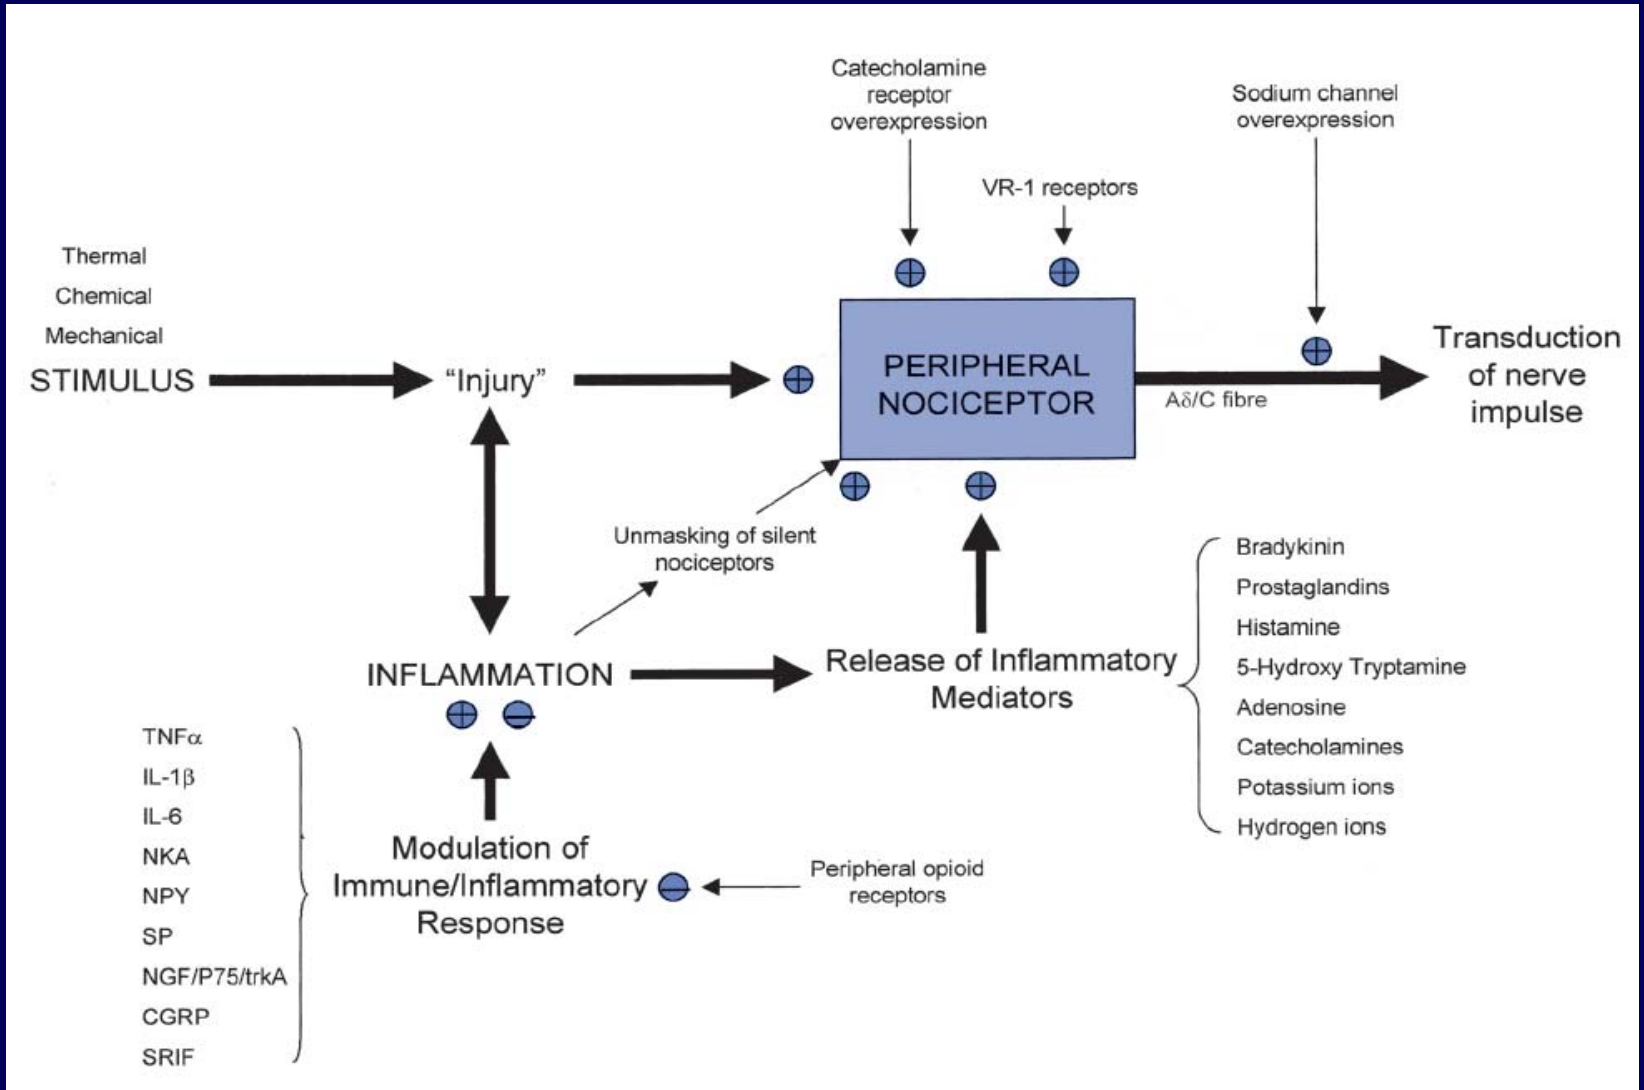 Catecholamine
receptor
overexpression
Sodium channel
overexpression
VR-1 receptors
Thermal
Chemical
Mechanical
STIMULUS
“Injury”
PERIPHERAL
NOCICEPTOR
Aδ/C fibre
Transduction
of nerve
impulse
Unmasking of silent
nociceptors
INFLAMMATION
Release of Inflammatory
Mediators
Bradykinin
Prostaglandins
Histamine
5-Hydroxy Tryptamine
Adenosine
Catecholamines
Potassium ions
Hydrogen ions
TNFα
IL-1β
IL-6
NKA
NPY
SP
NGF/P75/trkA
CGRP
SRIF
Modulation of
Immune/Inflammatory
Response
Peripheral opioid
receptors